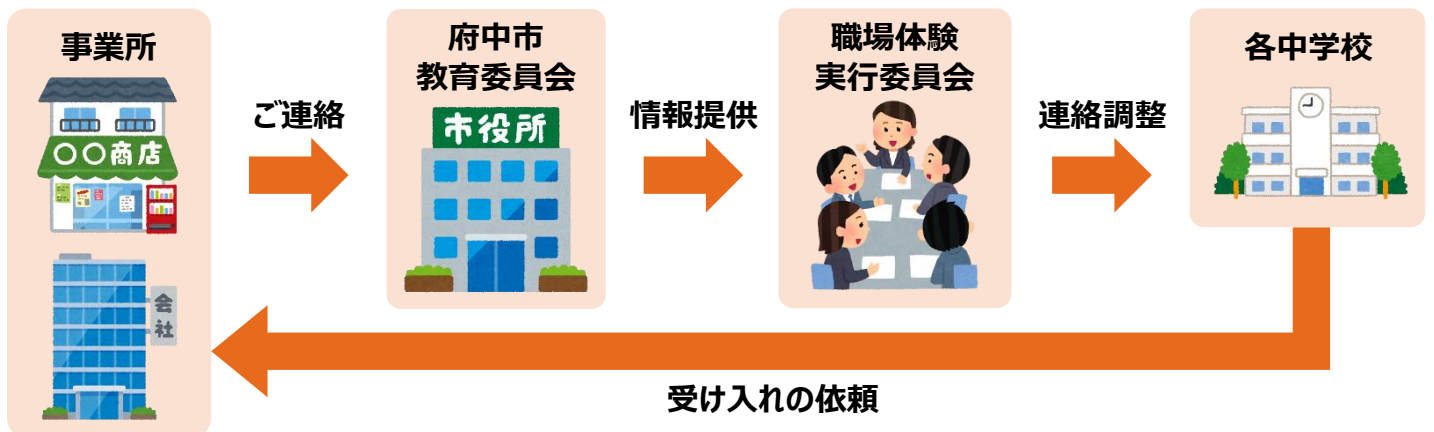 事業所
〇〇商店
会社
ご連絡
府中市
教育委員会
市役所
情報提供
職場体験
実行委員会
連絡調整
各中学校
受け入れの依頼